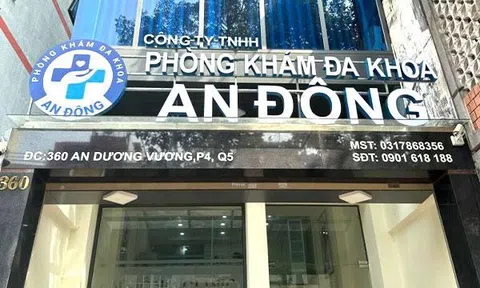 PHÒNG KHÁM ĐA KHOA
AN ĐÔNG
CÔNG TY TNHH
PHÒNG KHÁM ĐA KHOA
AN ĐÔNG
ĐC:360 AN DƯƠNG VƯƠNG,P4, Q5
MST: 0317868356
SĐT: 0901 618 188
360